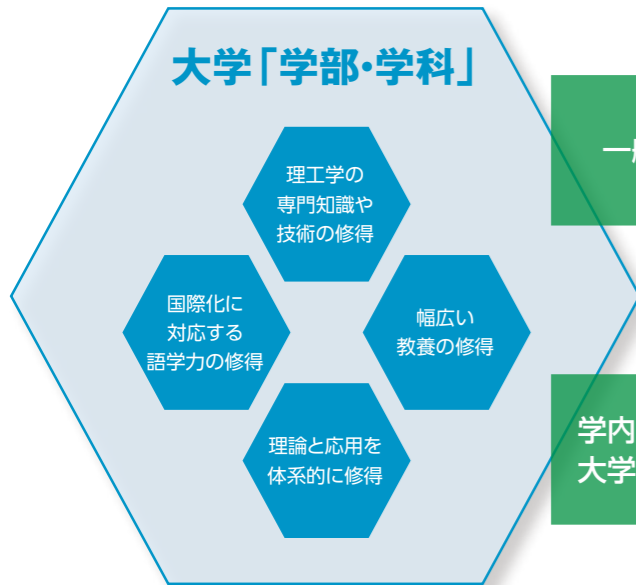 大学「学部・学科」
理工学の
専門知識や
技術の修得
国際化に
対応する
語学力の修得
幅広い
教養の修得
理論と応用を
体系的に修得
一般
学内
大学